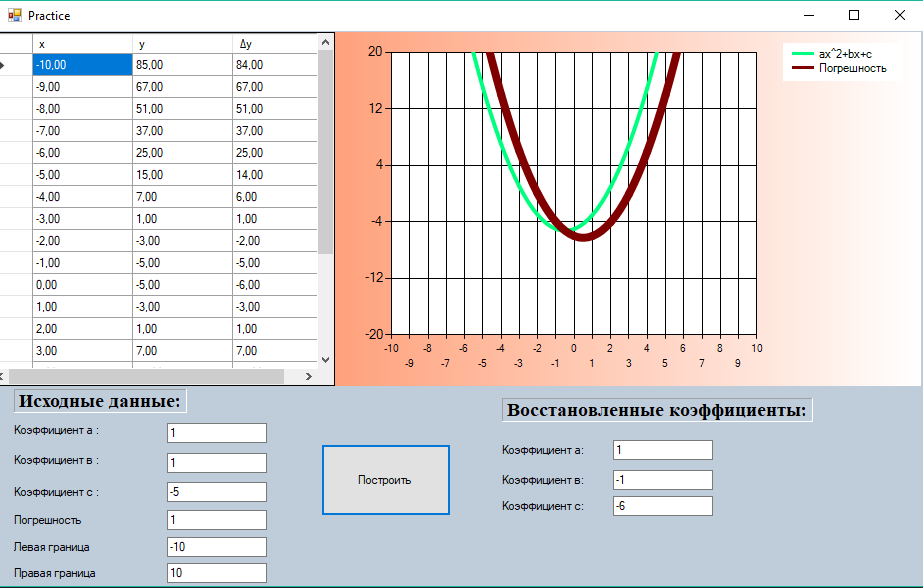 Practice
x y Δy
-10,00 85,00 84,00
-9,00 67,00 67,00
-8,00 51,00 51,00
-7,00 37,00 37,00
-6,00 25,00 25,00
-5,00 15,00 14,00
-4,00 7,00 6,00
-3,00 1,00 1,00
-2,00 -3,00 -2,00
-1,00 -5,00 -5,00
0,00 -5,00 -6,00
1,00 -3,00 -3,00
2,00 1,00 1,00
3,00 7,00 7,00
20
12
4
-4
-12
-20
-10 -8 -6 -4 -2 0 2 4 6 8 10
-9 -7 -5 -3 -1 1 3 5 7 9
ax^2+bx+c
Погрешность
Исходные данные:
Коэффициент а : 1
Коэффициент в : 1
Коэффициент с : -5
Погрешность 1
Левая граница -10
Правая граница 10
Построить
Восстановленные коэффициенты:
Коэффициент а: 1
Коэффициент в: -1
Коэффициент с: -6